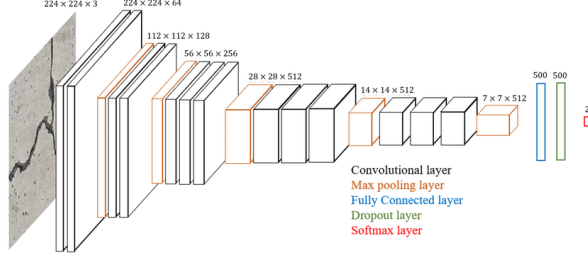 224 × 224 × 3
224 × 224 × 64
112 × 112 × 128
56 × 56 × 256
28 × 28 × 512
14 × 14 × 512
7 × 7 × 512
500
500
2
Convolutional layer
Max pooling layer
Fully Connected layer
Dropout layer
Softmax layer